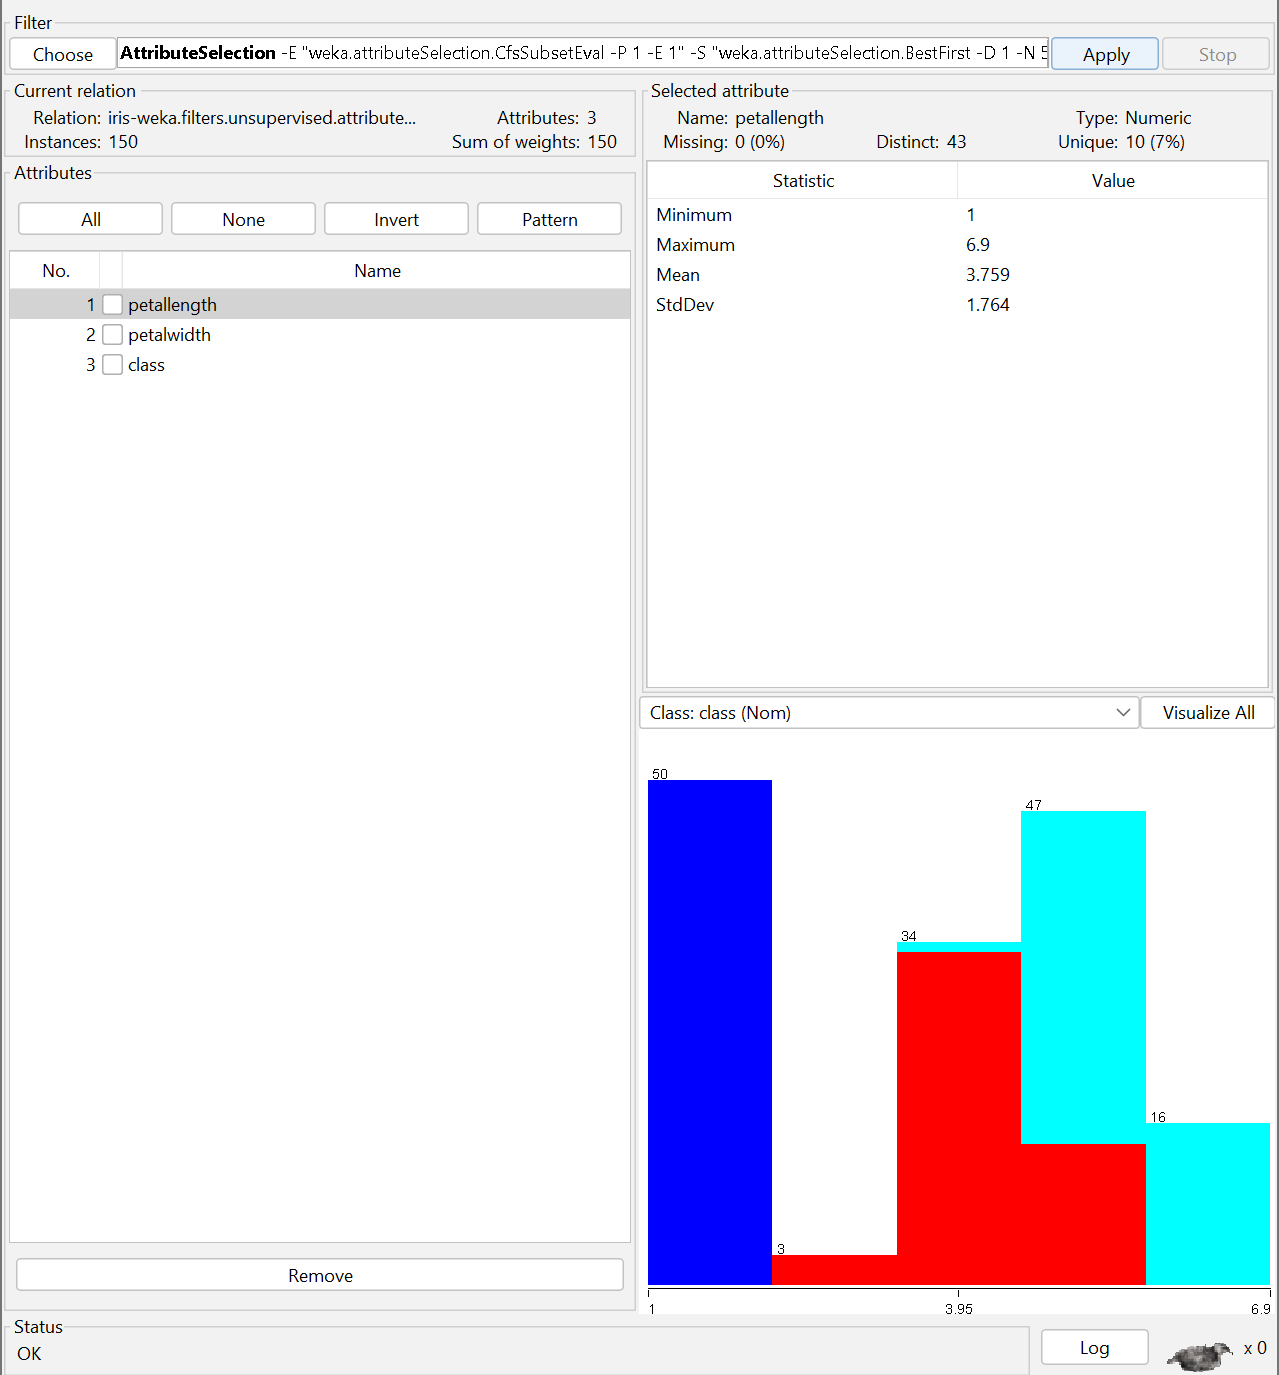 Filter
Choose AttributeSelection -E "weka.attributeSelection.CfsSubsetEval -P 1 -E 1" -S "weka.attributeSelection.BestFirst -D 1 -N 5 Apply Stop
Current relation
Relation: iris-weka.filters.unsupervised.attribute... Attributes: 3
Instances: 150 Sum of weights: 150
Selected attribute
Name: petallength Type: Numeric
Missing: 0 (0%) Distinct: 43 Unique: 10 (7%)
Attributes
All None Invert Pattern
No. Name
1 petallength
2 petalwidth
3 class
Remove
Statistic Value
Minimum 1
Maximum 6.9
Mean 3.759
StdDev 1.764
Class: class (Nom) Visualize All
50
47
34
16
3
1 3.95 6.9
Status
OK
Log x 0